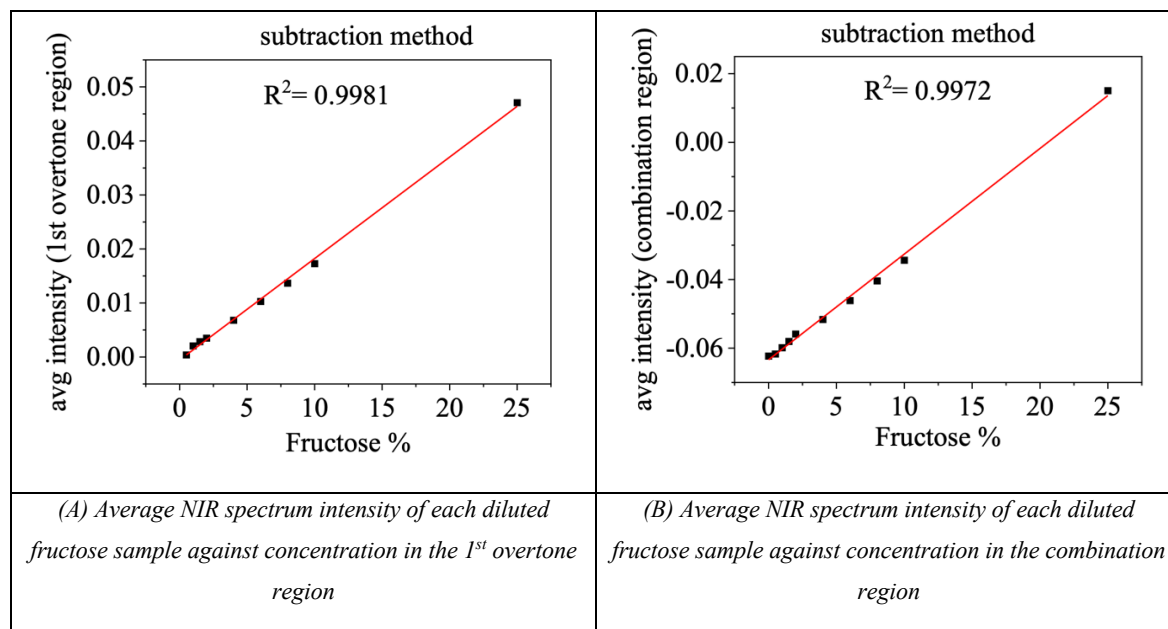 subtraction method
R²= 0.9981
avg intensity (1st overtone region)
0.05
0.04
0.03
0.02
0.01
0.00
0 5 10 15 20 25
Fructose %
subtraction method
R²= 0.9972
avg intensity (combination region)
0.02
0.00
-0.02
-0.04
-0.06
0 5 10 15 20 25
Fructose %
(A) Average NIR spectrum intensity of each diluted
fructose sample against concentration in the 1st overtone
region
(B) Average NIR spectrum intensity of each diluted
fructose sample against concentration in the combination
region